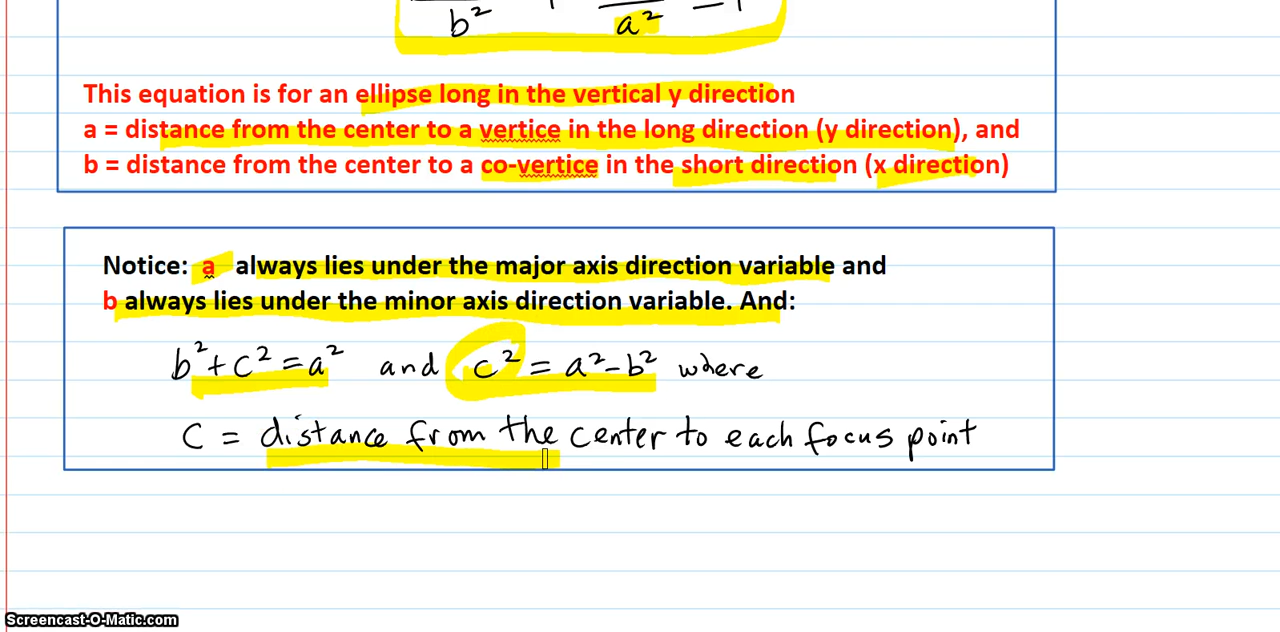 b² a² = 1
This equation is for an ellipse long in the vertical y direction
a = distance from the center to a vertice in the long direction (y direction), and
b = distance from the center to a co-vertice in the short direction (x direction)
Notice: a always lies under the major axis direction variable and
b always lies under the minor axis direction variable. And:
b² + c² = a² and c² = a² - b² where
C = distance from the center to each focus point
Screencast-O-Matic.com